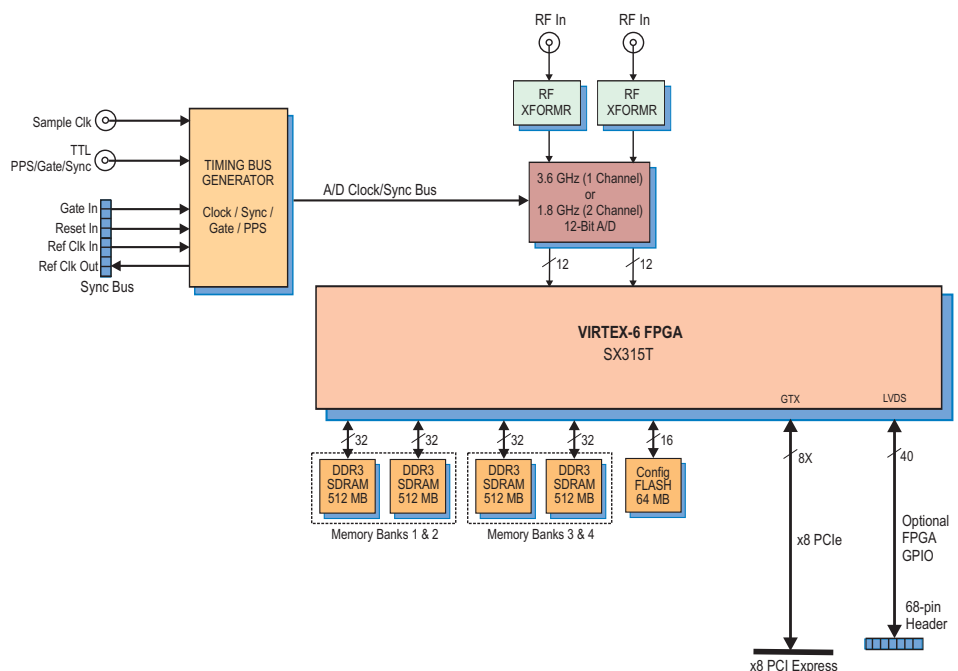 RF In
RF In
RF
XFORMR
RF
XFORMR
Sample Clk
TTL
PPS/Gate/Sync
TIMING BUS
GENERATOR
Clock / Sync /
Gate / PPS
A/D Clock/Sync Bus
3.6 GHz (1 Channel)
or
1.8 GHz (2 Channel)
12-Bit A/D
Gate In
Reset In
Ref Clk In
Ref Clk Out
Sync Bus
12
12
VIRTEX-6 FPGA
SX315T
GTX
LVDS
32
32
32
32
16
8X
40
DDR3
SDRAM
512 MB
DDR3
SDRAM
512 MB
DDR3
SDRAM
512 MB
DDR3
SDRAM
512 MB
Config
FLASH
64 MB
Memory Banks 1 & 2
Memory Banks 3 & 4
x8 PCIe
Optional
FPGA
GPIO
68-pin
Header
x8 PCI Express